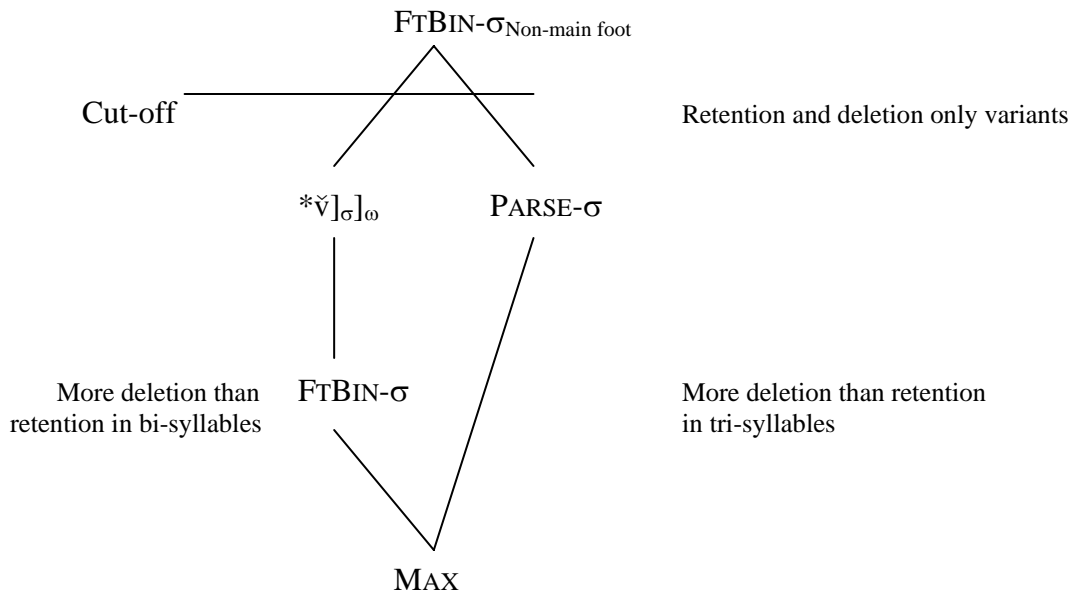 FTBIN-σNon-main foot
Cut-off
Retention and deletion only variants
*v̌]σ]ω
PARSE-σ
More deletion than
retention in bi-syllables
FTBIN-σ
More deletion than retention
in tri-syllables
MAX